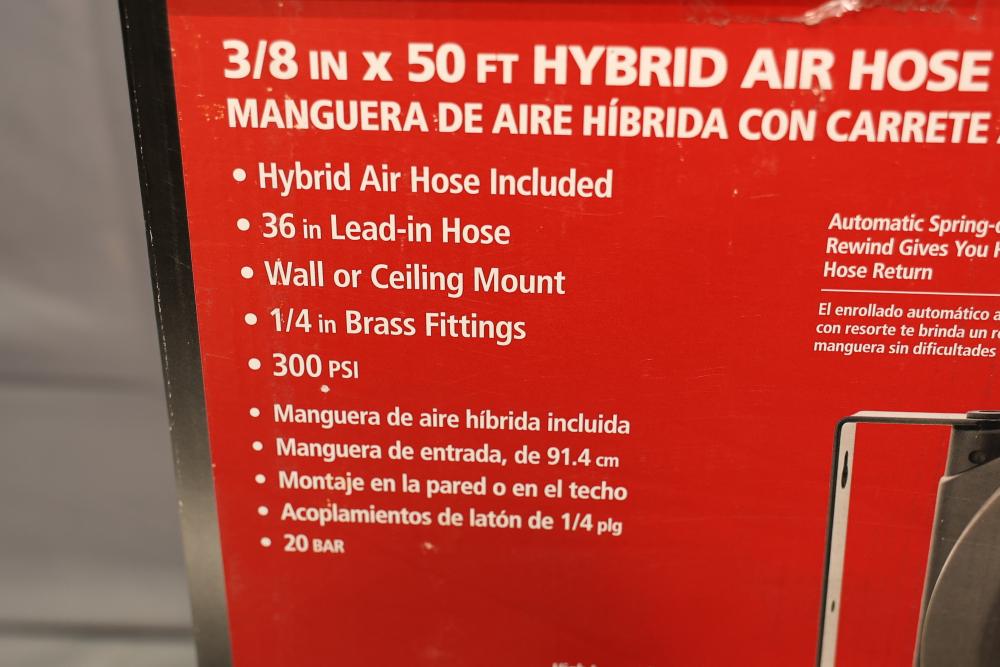 3/8 IN X 50 FT HYBRID AIR HOSE
MANGUERA DE AIRE HÍBRIDA CON CARRETE
• Hybrid Air Hose Included
• 36 in Lead-in Hose
• Wall or Ceiling Mount
• 1/4 in Brass Fittings
• 300 PSI
• Manguera de aire híbrida incluida
• Manguera de entrada, de 91.4 cm
• Montaje en la pared o en el techo
• Acoplamientos de latón de 1/4 plg
• 20 BAR
Automatic Spring-
Rewind Gives You
Hose Return
El enrollado automático
con resorte te brinda un
manguera sin dificultades